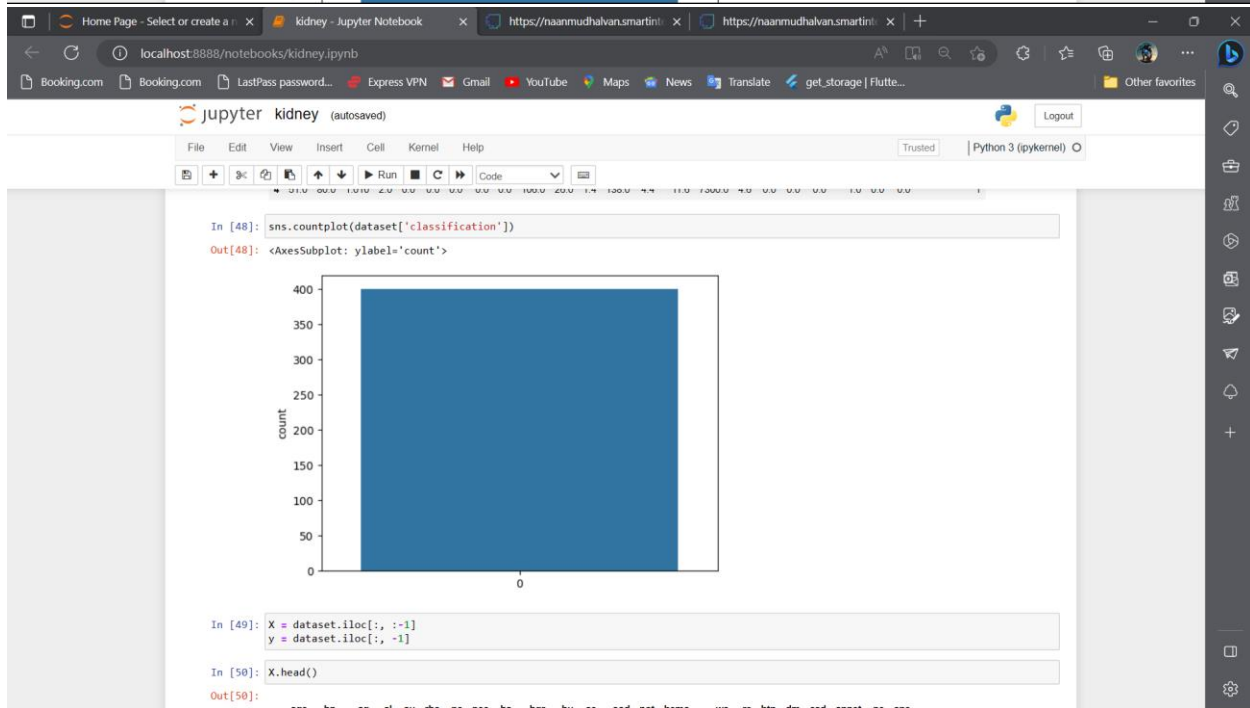 Home Page - Select or create a n
kidney - Jupyter Notebook
https://naanmudhalvan.smartinte
https://naanmudhalvan.smartinte
localhost:8888/notebooks/kidney.ipynb
Booking.com
Booking.com
LastPass password...
Express VPN
Gmail
YouTube
Maps
News
Translate
get_storage | Flutte...
Other favorites
jupyter kidney (autosaved)
Logout
File Edit View Insert Cell Kernel Help
Trusted
Python 3 (ipykernel)
Run
Code
In [48]: sns.countplot(dataset['classification'])
Out[48]: <AxesSubplot: ylabel='count'>
400
350
300
250
200
150
100
50
0
count
0
In [49]: X = dataset.iloc[:, :-1]
y = dataset.iloc[:, -1]
In [50]: X.head()
Out[50]: